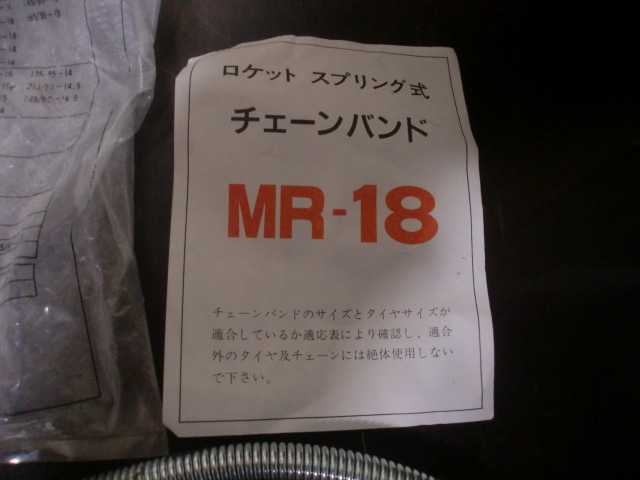 ロケット スプリング式
チェーンバンド
MR-18
チェーンバンドのサイズとタイヤサイズが
適合しているか適応表により確認し、適合
外のタイヤ及チェーンには絶体使用しない
で下さい。